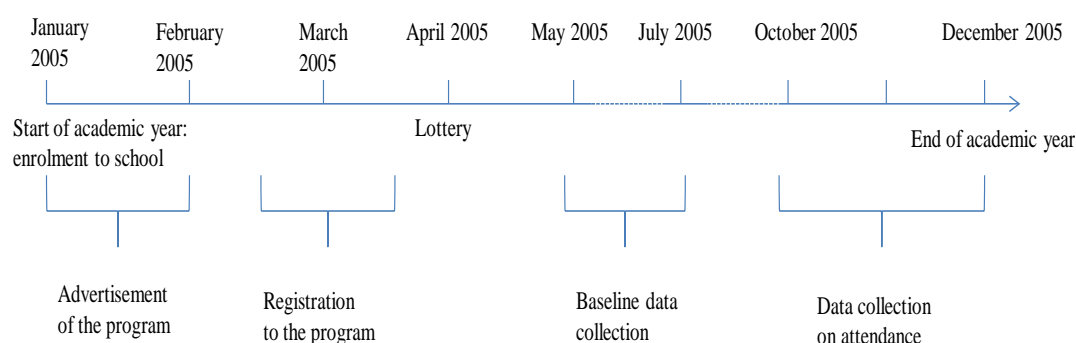 January
2005
February
2005
March
2005
April 2005
May 2005
July 2005
October 2005
December 2005
Start of academic year:
enrolment to school
Lottery
End of academic year
Advertisement
of the program
Registration
to the program
Baseline data
collection
Data collection
on attendance